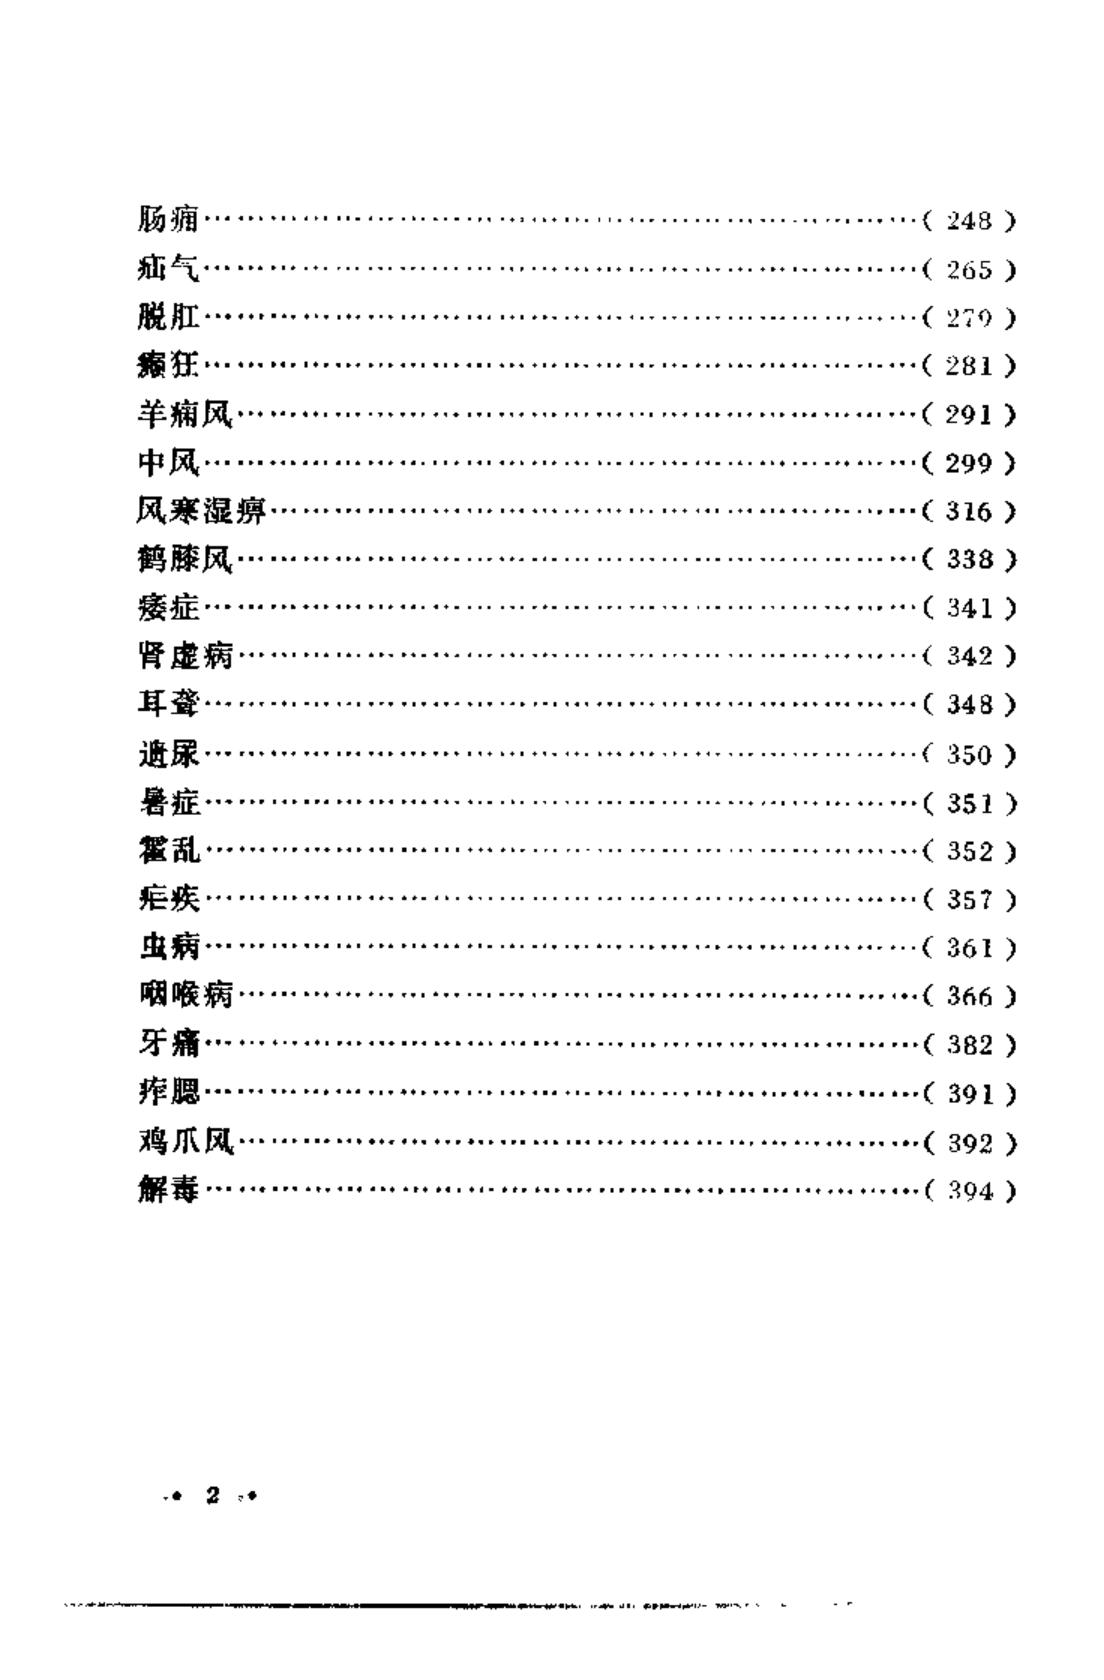 肠痈……(248)
疝气……(265)
脱肛……(279)
癫狂……(281)
羊痫风……(291)
中风……(299)
风寒湿痹……(316)
鹤膝风……(338)
痿症……(341)
肾虚病……(342)
耳聋……(348)
遗尿……(350)
暑症……(351)
霍乱……(352)
疟疾……(357)
虫病……(361)
咽喉病……(366)
牙痛……(382)
痄腮……(391)
鸡爪风……(392)
解毒……(394)
• 2 •